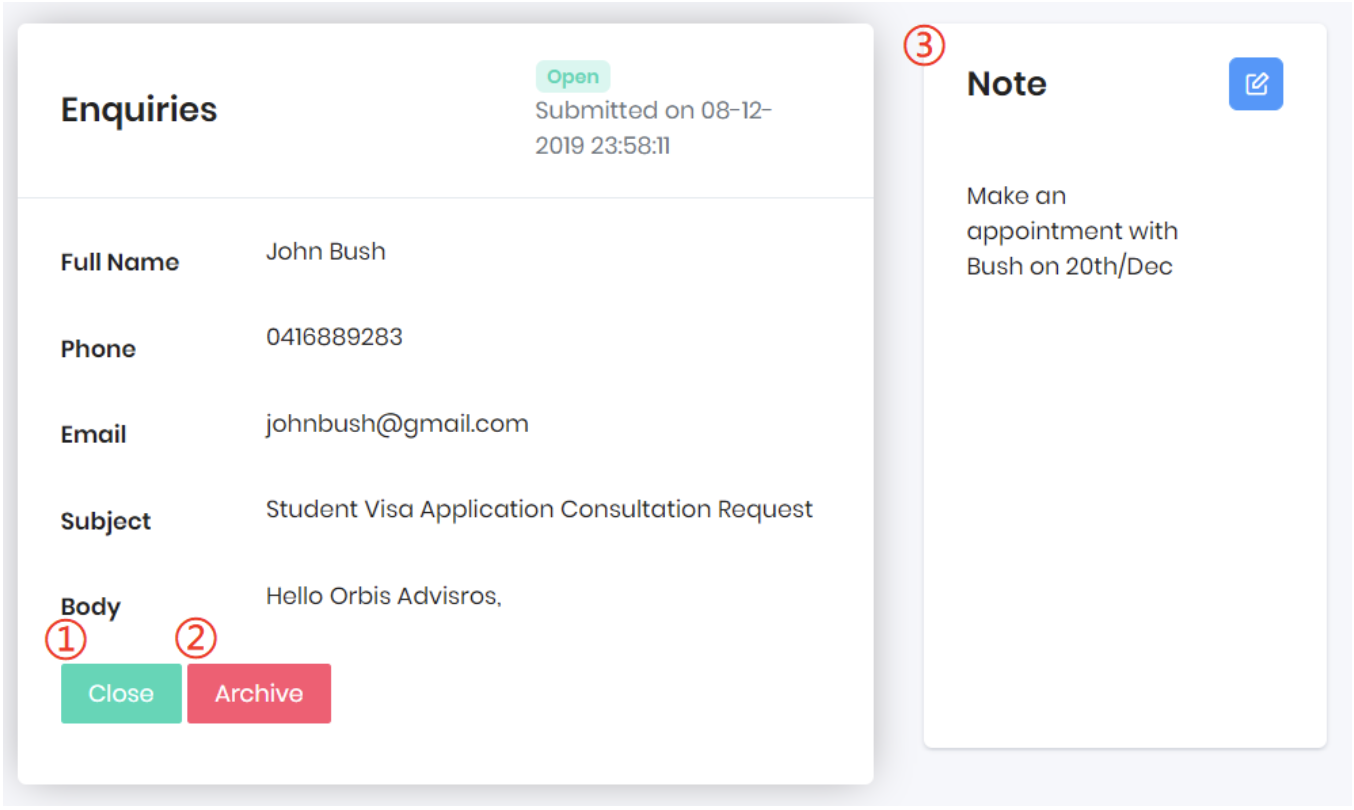 Enquiries
Open
Submitted on 08-12-
2019 23:58:11
Full Name
John Bush
Phone
0416889283
Email
johnbush@gmail.com
Subject
Student Visa Application Consultation Request
Body
Hello Orbis Advisros,
①
②
Close
Archive
③
Note
Make an
appointment with
Bush on 20th/Dec